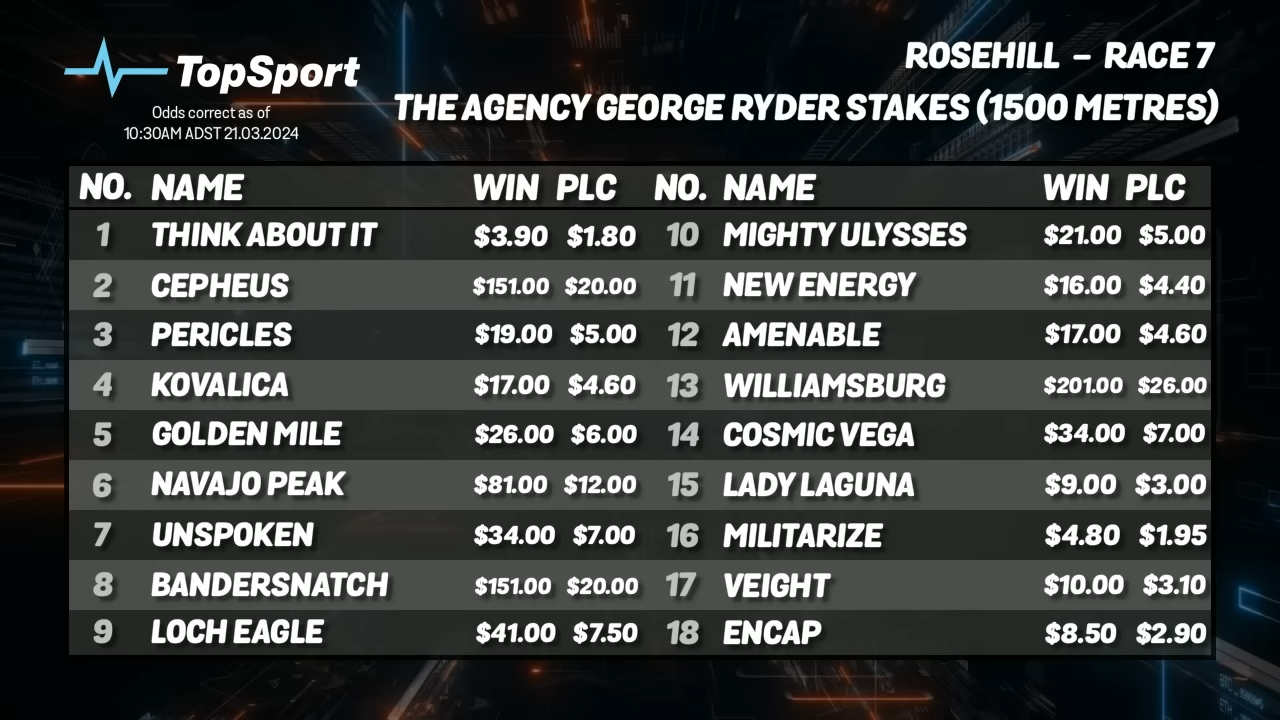 TopSport
Odds correct as of
10:30AM ADST 21.03.2024
ROSEHILL – RACE 7
THE AGENCY GEORGE RYDER STAKES (1500 METRES)
NO. NAME WIN PLC NO. NAME WIN PLC
1 THINK ABOUT IT $3.90 $1.80 10 MIGHTY ULYSSES $21.00 $5.00
2 CEPHEUS $151.00 $20.00 11 NEW ENERGY $16.00 $4.40
3 PERICLES $19.00 $5.00 12 AMENABLE $17.00 $4.60
4 KOVALICA $17.00 $4.60 13 WILLIAMSBURG $201.00 $26.00
5 GOLDEN MILE $26.00 $6.00 14 COSMIC VEGA $34.00 $7.00
6 NAVAJO PEAK $81.00 $12.00 15 LADY LAGUNA $9.00 $3.00
7 UNSPOKEN $34.00 $7.00 16 MILITARIZE $4.80 $1.95
8 BANDERSNATCH $151.00 $20.00 17 VEIGHT $10.00 $3.10
9 LOCH EAGLE $41.00 $7.50 18 ENCAP $8.50 $2.90